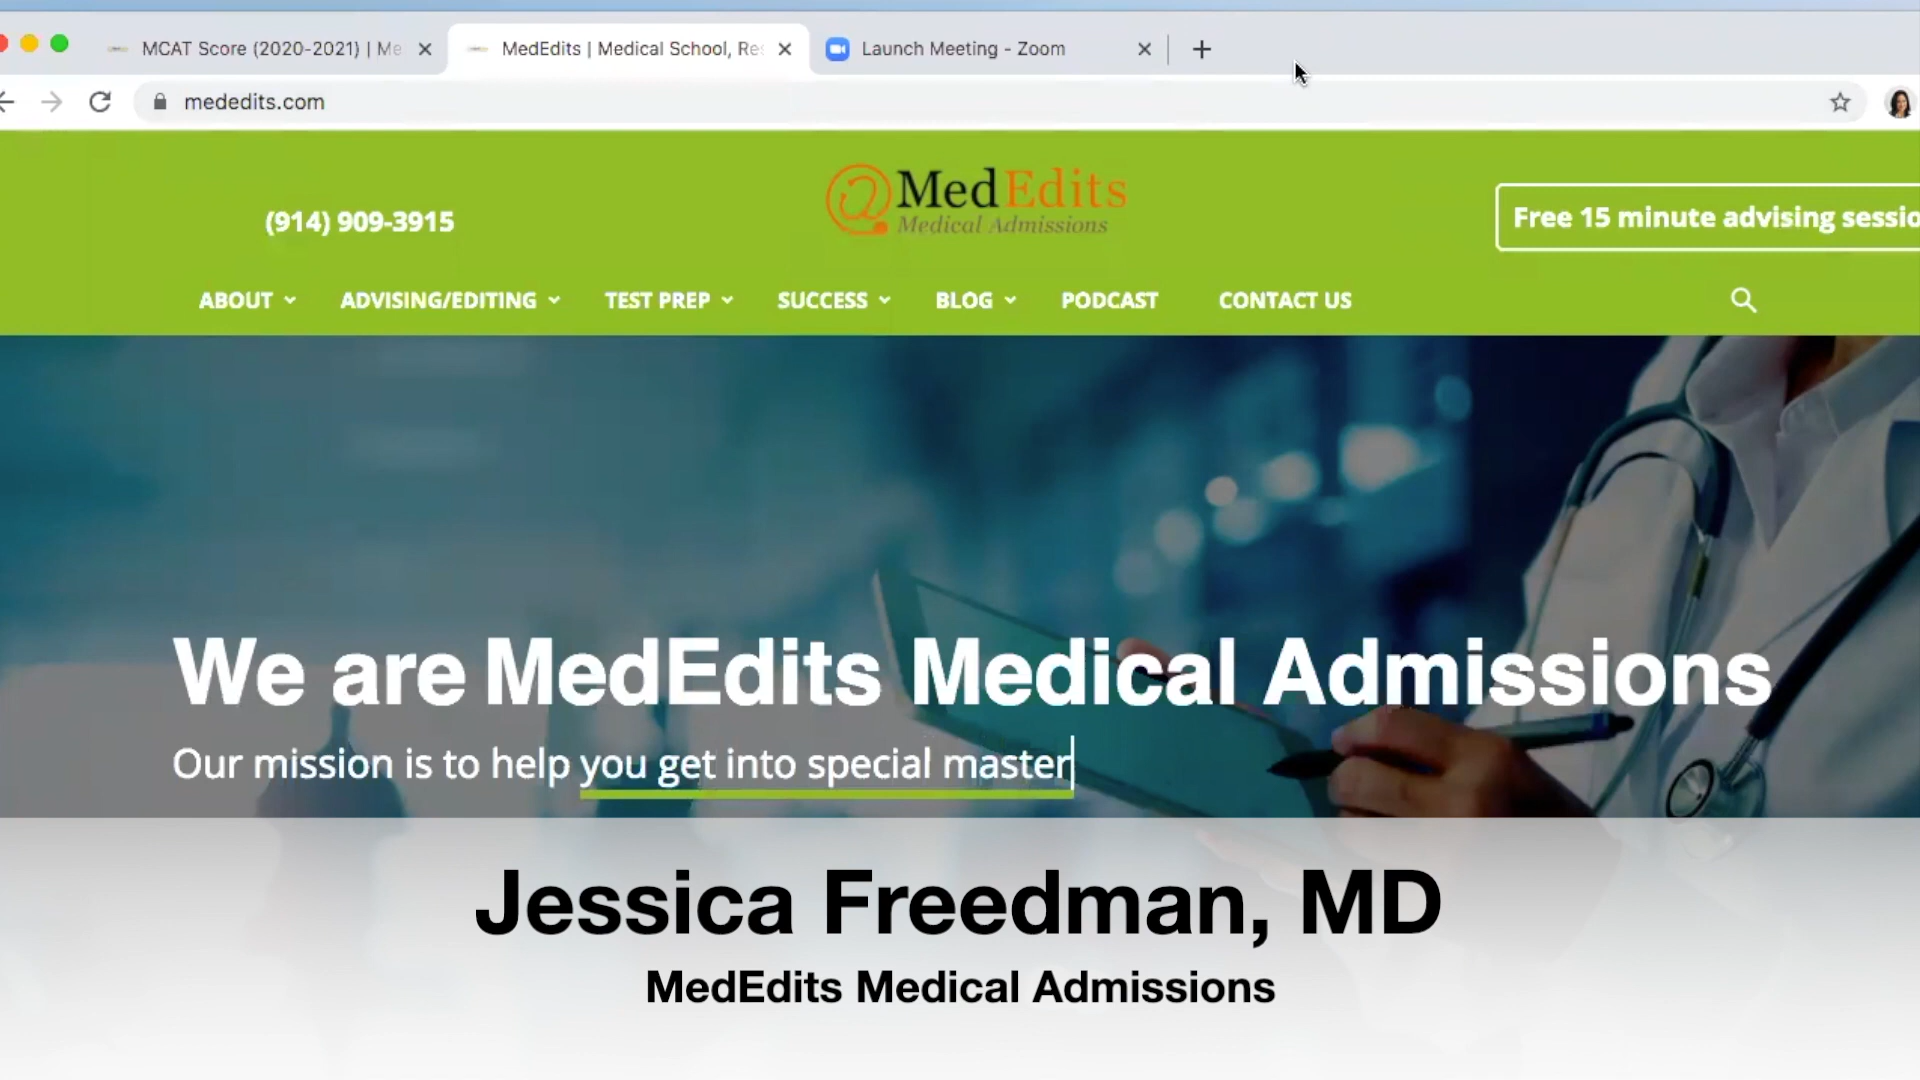 MCAT Score (2020-2021) | Me
MedEdits | Medical School, Res
Launch Meeting - Zoom
mededits.com
(914) 909-3915
MedEdits
Medical Admissions
Free 15 minute advising sessio
ABOUT
ADVISING/EDITING
TEST PREP
SUCCESS
BLOG
PODCAST
CONTACT US
We are MedEdits Medical Admissions
Our mission is to help you get into special master
Jessica Freedman, MD
MedEdits Medical Admissions